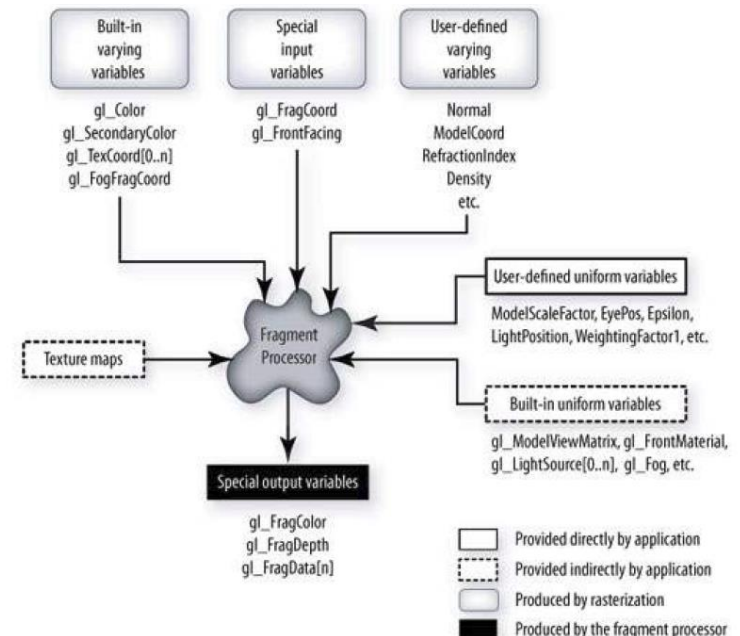 Built-in
varying
variables
Special
input
variables
User-defined
varying
variables
gl_Color
gl_SecondaryColor
gl_TexCoord[0..n]
gl_FogFragCoord
gl_FragCoord
gl_FrontFacing
Normal
ModelCoord
RefractionIndex
Density
etc.
User-defined uniform variables
ModelScaleFactor, EyePos, Epsilon,
LightPosition, WeightingFactor1, etc.
Fragment
Processor
Texture maps
Built-in uniform variables
gl_ModelViewMatrix, gl_FrontMaterial,
gl_LightSource[0..n], gl_Fog, etc.
Special output variables
gl_FragColor
gl_FragDepth
gl_FragData[n]
Provided directly by application
Provided indirectly by application
Produced by rasterization
Produced by the fragment processor